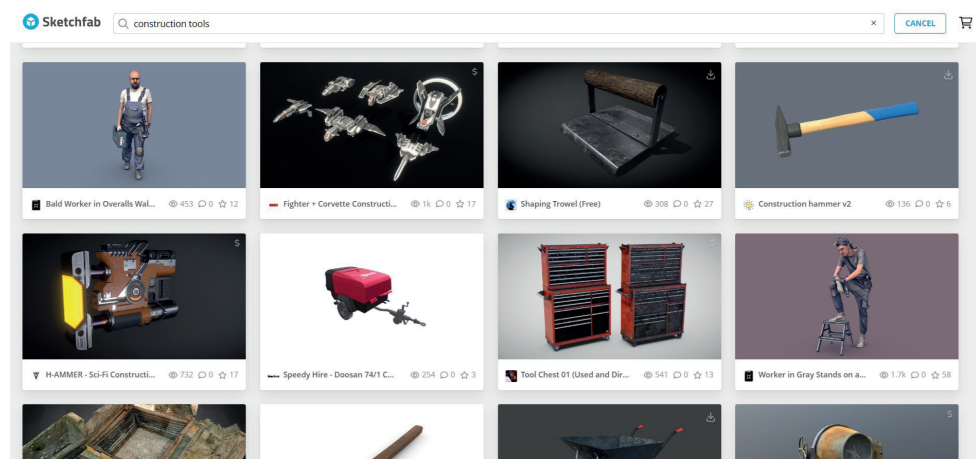 Sketchfab
construction tools
×
CANCEL
$
Bald Worker in Overalls Wal... 453 0 12
Fighter + Corvette Constructi... 1k 0 17
Shaping Trowel (Free) 308 0 27
Construction hammer v2 136 0 6
$
$
H-AMMER - Sci-Fi Constructi... 732 0 17
Speedy Hire - Doosan 74/1 C... 254 0 3
Tool Chest 01 (Used and Dir... 541 0 13
Worker in Gray Stands on a... 1.7k 0 58
$